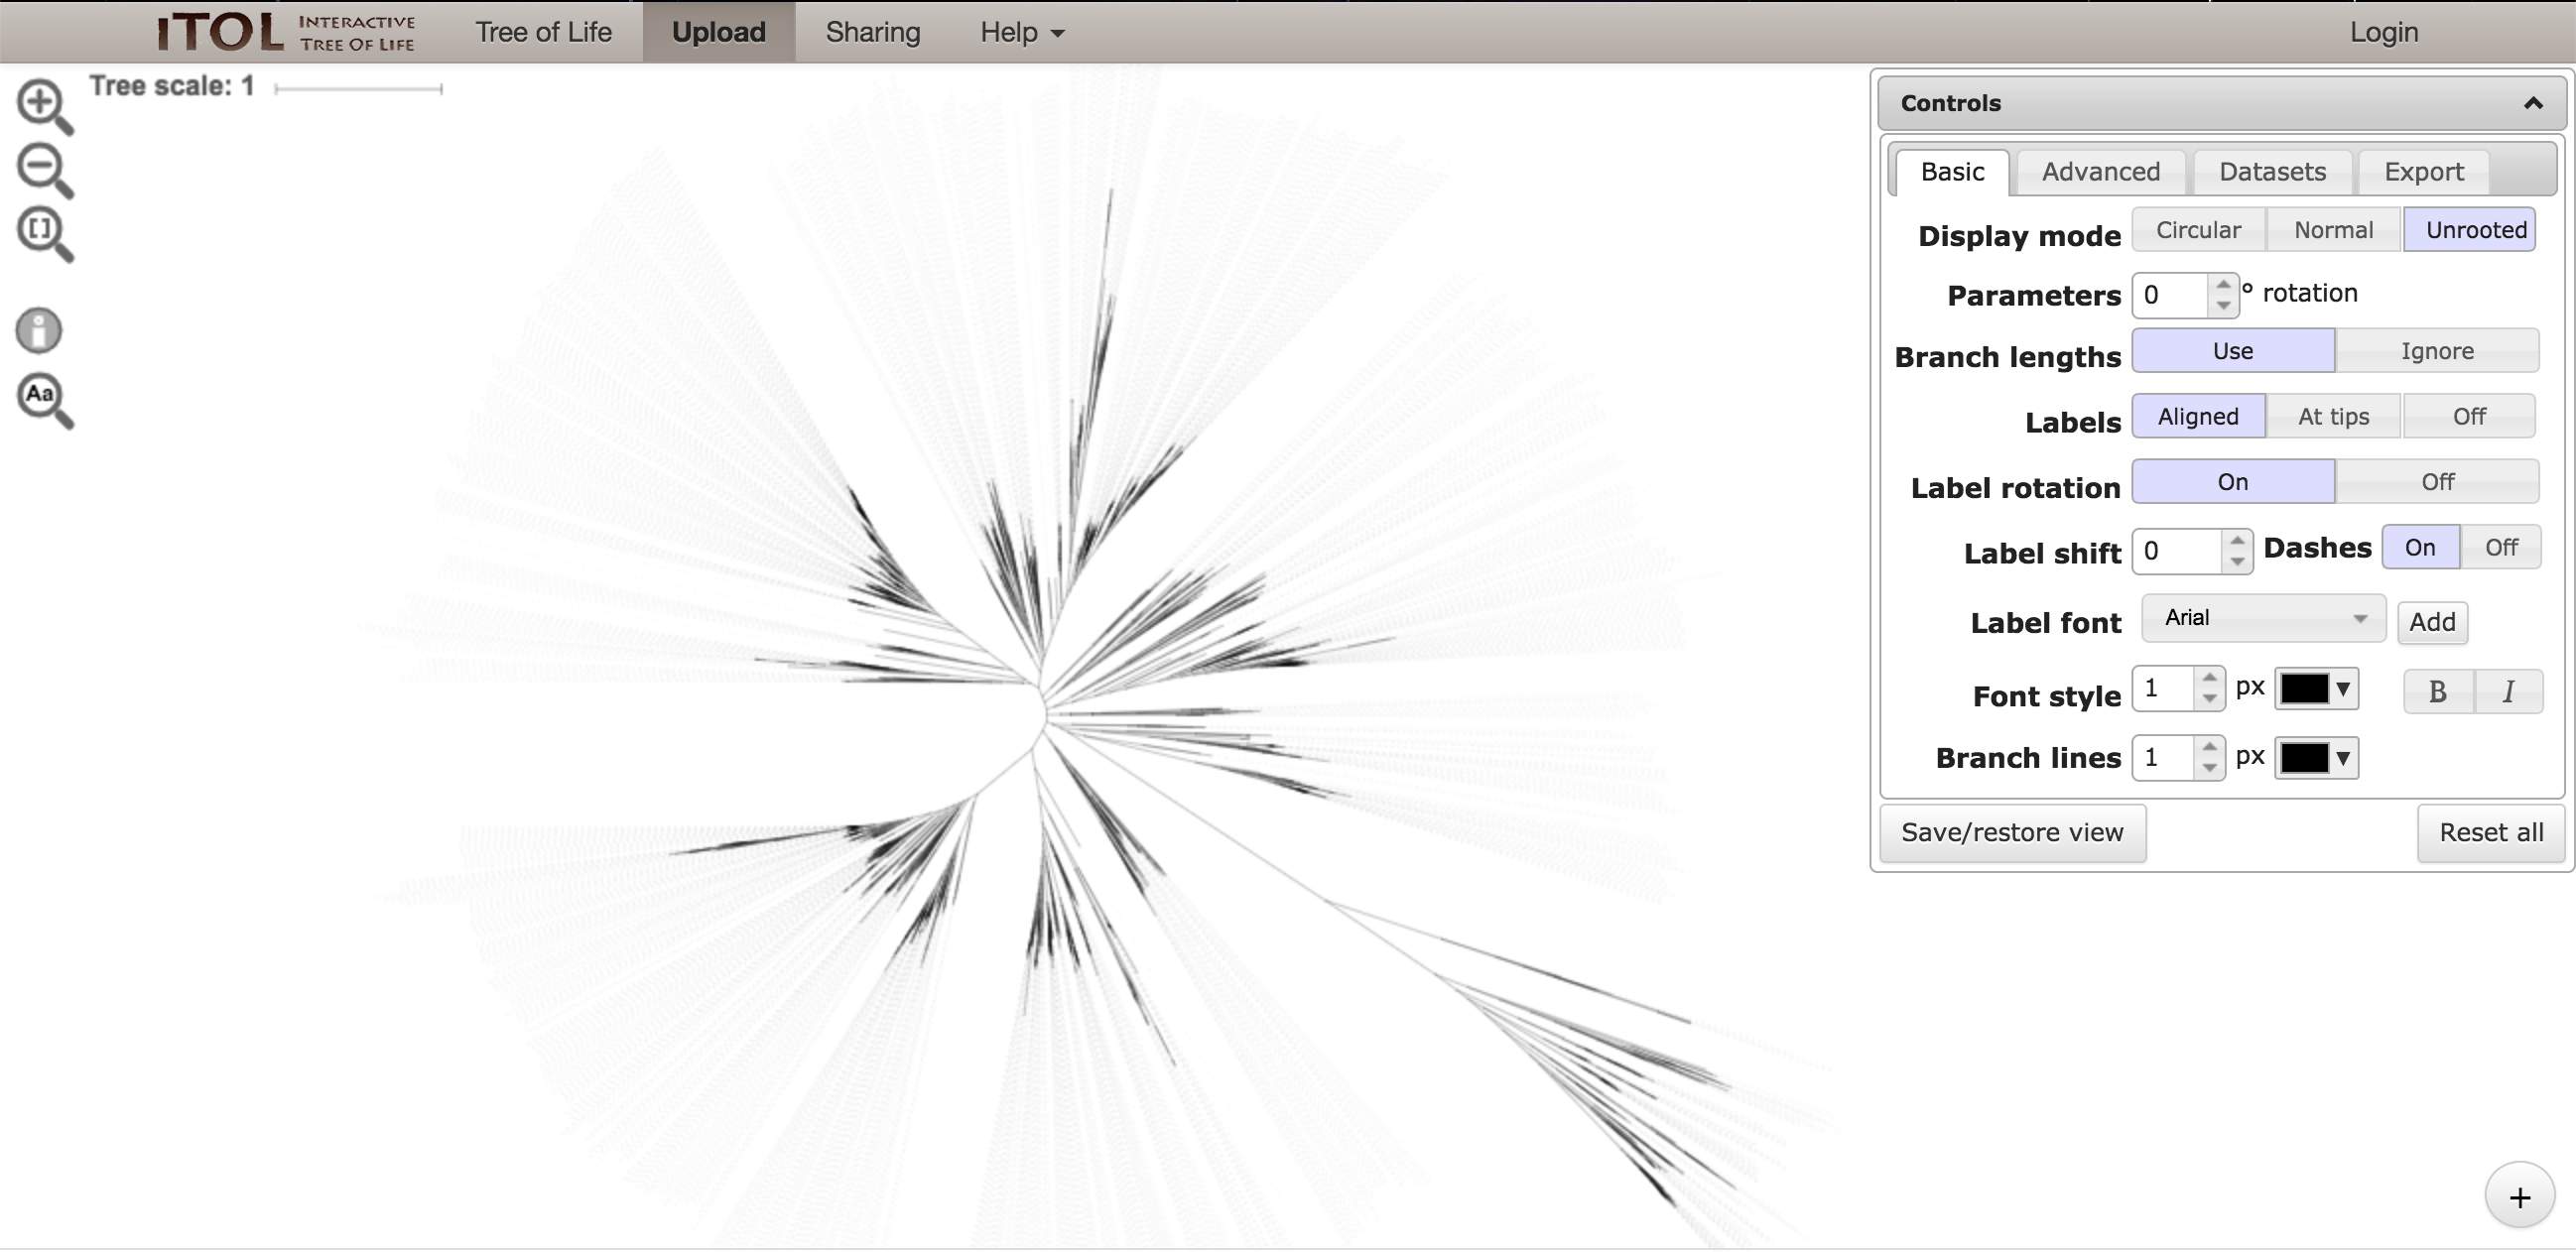 iTOL INTERACTIVE TREE OF LIFE Tree of Life Upload Sharing Help Login
Tree scale: 1
Aa
Controls
Basic Advanced Datasets Export
Display mode Circular Normal Unrooted
Parameters 0 ° rotation
Branch lengths Use Ignore
Labels Aligned At tips Off
Label rotation On Off
Label shift 0 Dashes On Off
Label font Arial Add
Font style 1 px B I
Branch lines 1 px
Save/restore view Reset all
+